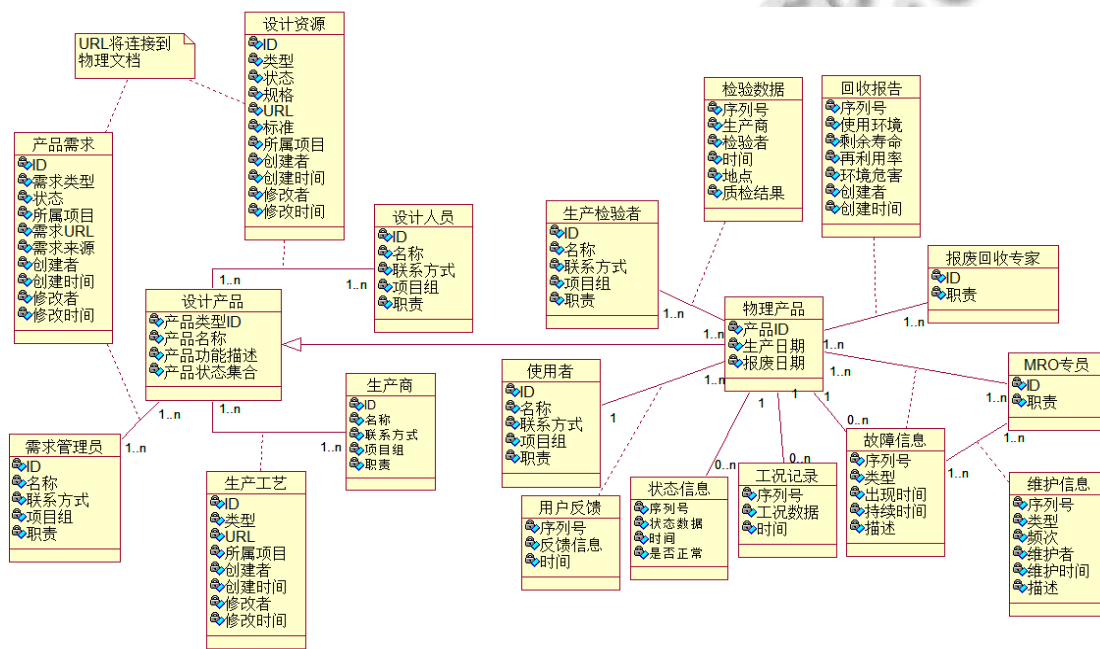 URL将连接到
物理文档
设计资源
ID
类型
状态
规格
URL
标准
所属项目
创建者
创建时间
修改者
修改时间
产品需求
ID
需求类型
状态
所属项目
需求URL
需求来源
创建者
创建时间
修改者
修改时间
设计人员
ID
名称
联系方式
项目组
职责
1..n
1..n
设计产品
产品类型ID
产品名称
产品功能描述
产品状态集合
1..n
1..n
1..n
1..n
需求管理员
ID
名称
联系方式
项目组
职责
生产商
ID
名称
联系方式
项目组
职责
生产工艺
ID
类型
URL
所属项目
创建者
创建时间
修改者
修改时间
检验数据
序列号
生产商
检验者
时间
地点
质检结果
回收报告
序列号
使用环境
剩余寿命
再利用率
环境危害
创建者
创建时间
生产检验者
ID
名称
联系方式
项目组
职责
报废回收专家
ID
职责
1..n
1..n
1..n
1..n
物理产品
产品ID
生产日期
报废日期
1..n
1..n
1
1
1
1
使用者
ID
名称
联系方式
项目组
职责
MRO专员
ID
职责
1..n
1..n
1..n
0..n
0..n
0..n
用户反馈
序列号
反馈信息
时间
状态信息
序列号
状态数据
时间
是否正常
工况记录
序列号
工况数据
时间
故障信息
序列号
类型
出现时间
持续时间
描述
维护信息
序列号
类型
频次
维护者
维护时间
描述